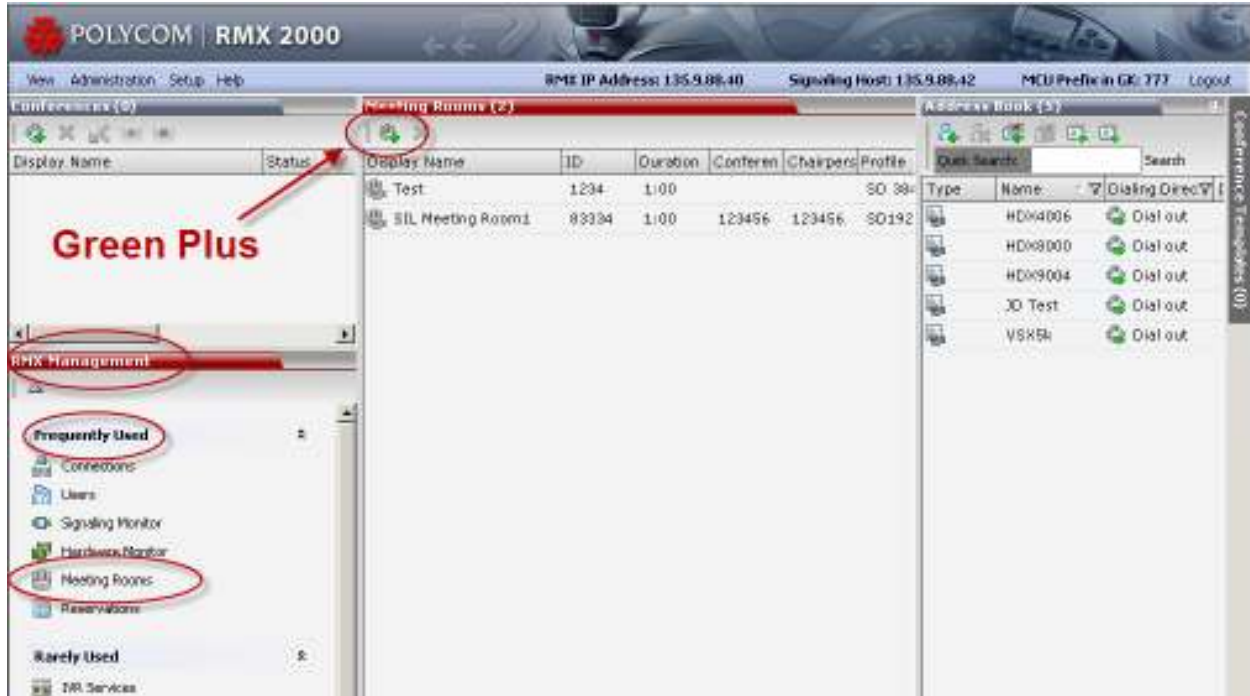 POLYCOM | RMX 2000
View Administration Setup Help RMX IP Address: 135.9.88.40 Signaling Host: 135.9.88.42 MCU Prefix in GK: 777 Logout
Conferences (0)
Display Name Status
Green Plus
RMX Management
Frequently Used
Connections
Users
Signaling Monitor
Hardware Monitor
Meeting Rooms
Reservations
Rarely Used
IVR Services
Meeting Rooms (2)
Display Name ID Duration Conferen Chairpers Profile
Test 1234 1:00 SD 384
SIL Meeting Room1 83334 1:00 123456 123456 SD192
Address Book (5)
Quick Search: Search
Type Name Dialing Direc
HDX4006 Dial out
HDX8000 Dial out
HDX9004 Dial out
JD Test Dial out
VSX5k Dial out
Conference Templates (0)